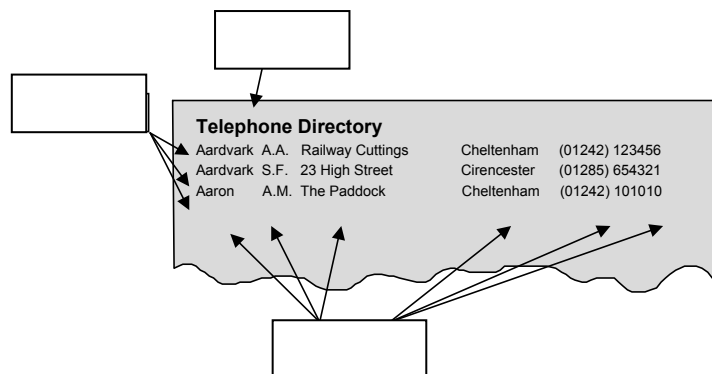 Telephone Directory
Aardvark A.A. Railway Cuttings Cheltenham (01242) 123456
Aardvark S.F. 23 High Street Cirencester (01285) 654321
Aaron A.M. The Paddock Cheltenham (01242) 101010